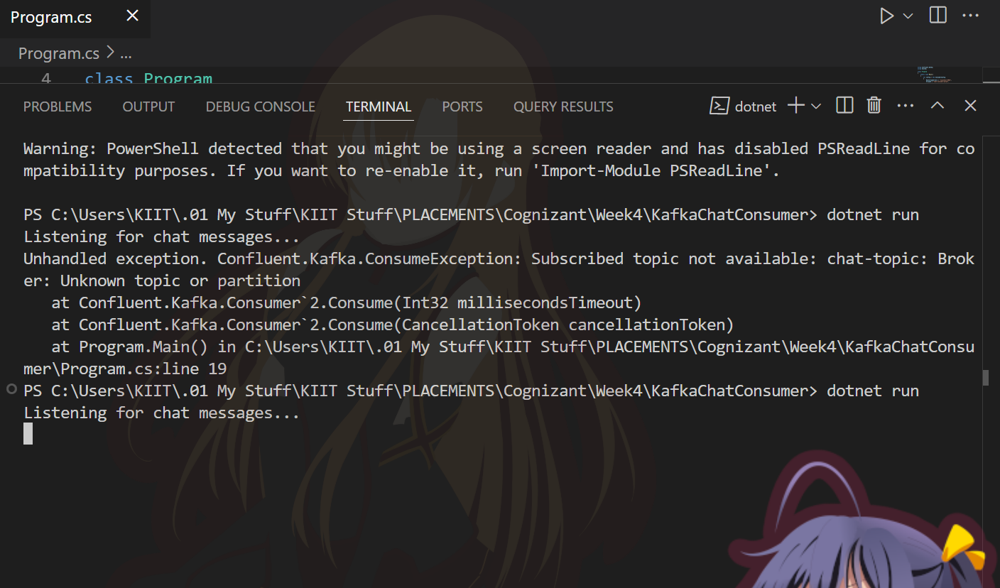 Program.cs
Program.cs > ...
4 class Program
PROBLEMS OUTPUT DEBUG CONSOLE TERMINAL PORTS QUERY RESULTS dotnet
Warning: PowerShell detected that you might be using a screen reader and has disabled PSReadLine for co
mpatibility purposes. If you want to re-enable it, run 'Import-Module PSReadLine'.
PS C:\Users\KIIT\.01 My Stuff\KIIT Stuff\PLACEMENTS\Cognizant\Week4\KafkaChatConsumer> dotnet run
Listening for chat messages...
Unhandled exception. Confluent.Kafka.ConsumeException: Subscribed topic not available: chat-topic: Brok
er: Unknown topic or partition
   at Confluent.Kafka.Consumer`2.Consume(Int32 millisecondsTimeout)
   at Confluent.Kafka.Consumer`2.Consume(CancellationToken cancellationToken)
   at Program.Main() in C:\Users\KIIT\.01 My Stuff\KIIT Stuff\PLACEMENTS\Cognizant\Week4\KafkaChatConsu
mer\Program.cs:line 19
PS C:\Users\KIIT\.01 My Stuff\KIIT Stuff\PLACEMENTS\Cognizant\Week4\KafkaChatConsumer> dotnet run
Listening for chat messages...